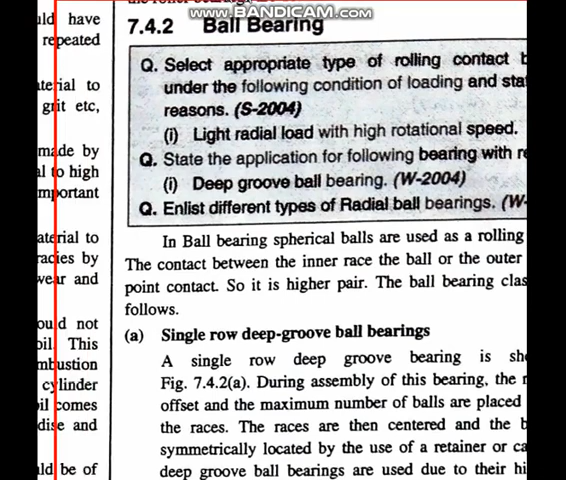 www.BANDICAM.com
ld have
repeated
terial to
grit etc,
made by
al to high
mportant
aterial to
racies by
wear and
ould not
oil. This
mbustion
cylinder
oil comes
dise and
ld be of
7.4.2 Ball Bearing
Q. Select appropriate type of rolling contact b
under the following condition of loading and sta
reasons. (S-2004)
(i) Light radial load with high rotational speed.
Q. State the application for following bearing with re
(i) Deep groove ball bearing. (W-2004)
Q. Enlist different types of Radial ball bearings. (W-
In Ball bearing spherical balls are used as a rolling
The contact between the inner race the ball or the outer
point contact. So it is higher pair. The ball bearing clas
follows.
(a) Single row deep-groove ball bearings
A single row deep groove bearing is sho
Fig. 7.4.2(a). During assembly of this bearing, the r
offset and the maximum number of balls are placed
the races. The races are then centered and the b
symmetrically located by the use of a retainer or ca
deep groove ball bearings are used due to their hi